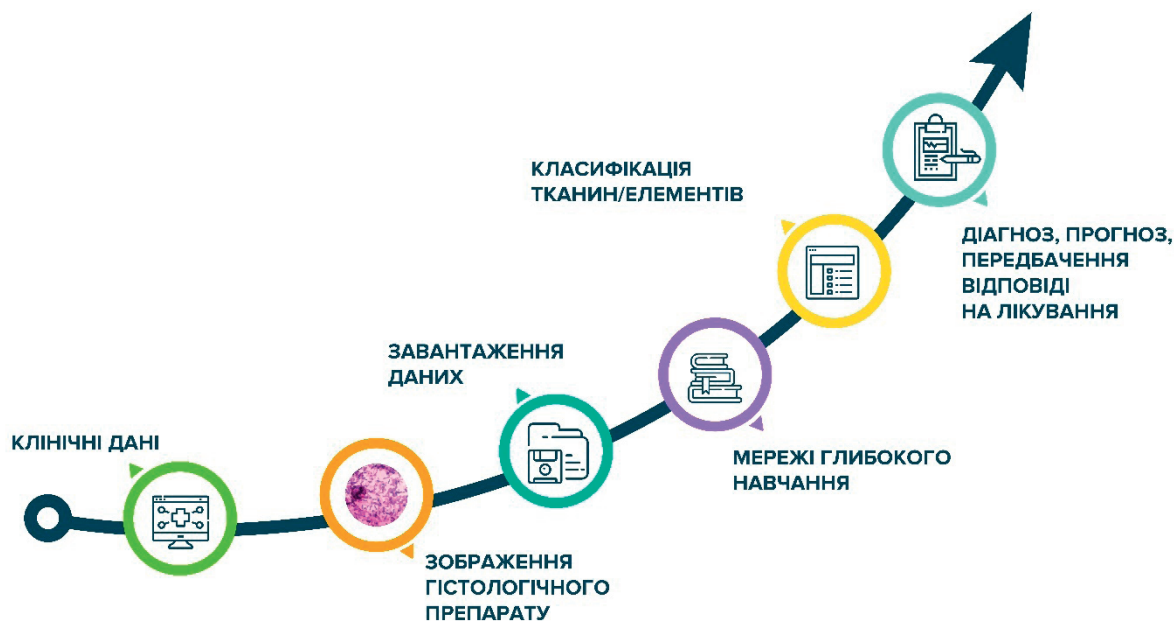 КЛІНІЧНІ ДАНІ
ЗОБРАЖЕННЯ
ГІСТОЛОГІЧНОГО
ПРЕПАРАТУ
ЗАВАНТАЖЕННЯ
ДАНИХ
МЕРЕЖІ ГЛИБОКОГО
НАВЧАННЯ
КЛАСИФІКАЦІЯ
ТКАНИН/ЕЛЕМЕНТІВ
ДІАГНОЗ, ПРОГНОЗ,
ПЕРЕДБАЧЕННЯ
ВІДПОВІДІ
НА ЛІКУВАННЯ